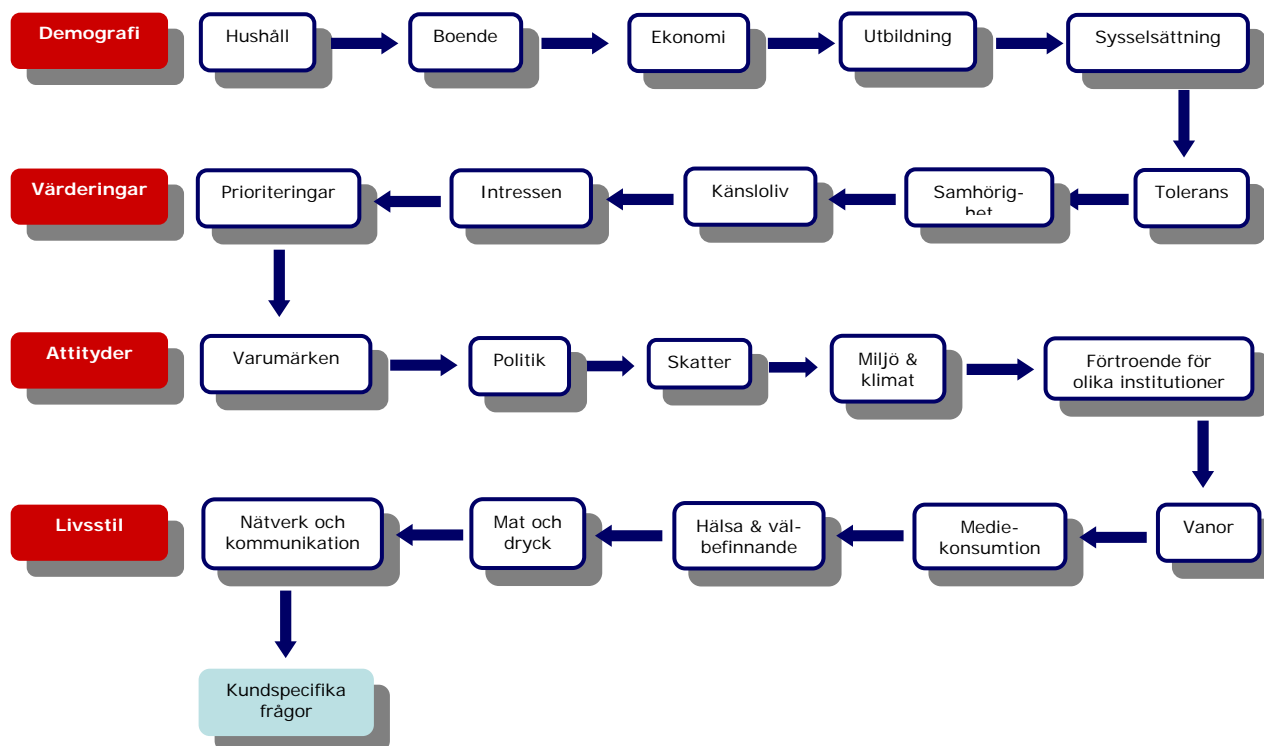 Demografi
Hushåll
Boende
Ekonomi
Utbildning
Sysselsättning
Värderingar
Prioriteringar
Intressen
Känsloliv
Samhörig-
het
Tolerans
Attityder
Varumärken
Politik
Skatter
Miljö &
klimat
Förtroende för
olika institutioner
Livsstil
Nätverk och
kommunikation
Mat och
dryck
Hälsa & väl-
befinnande
Medie-
konsumtion
Vanor
Kundspecifika
frågor